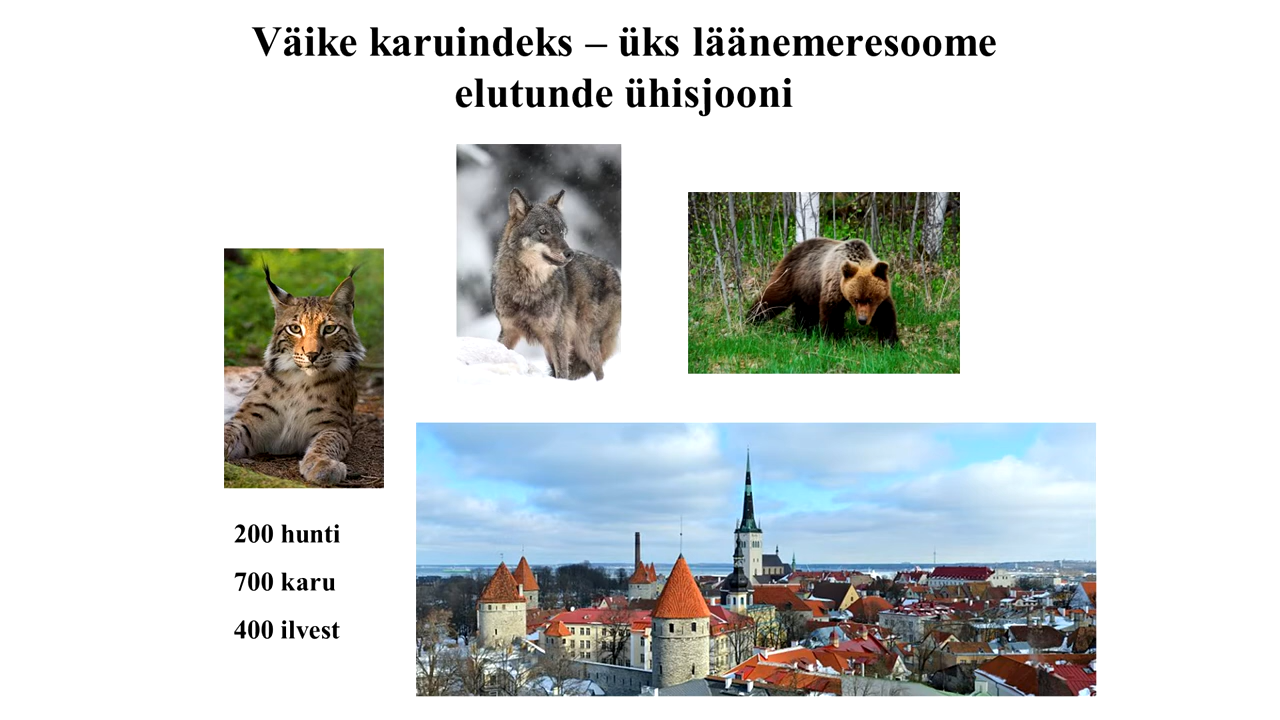 Väike karuindeks – üks läänemeresoome
elutunde ühisjooni
200 hunti
700 karu
400 ilvest